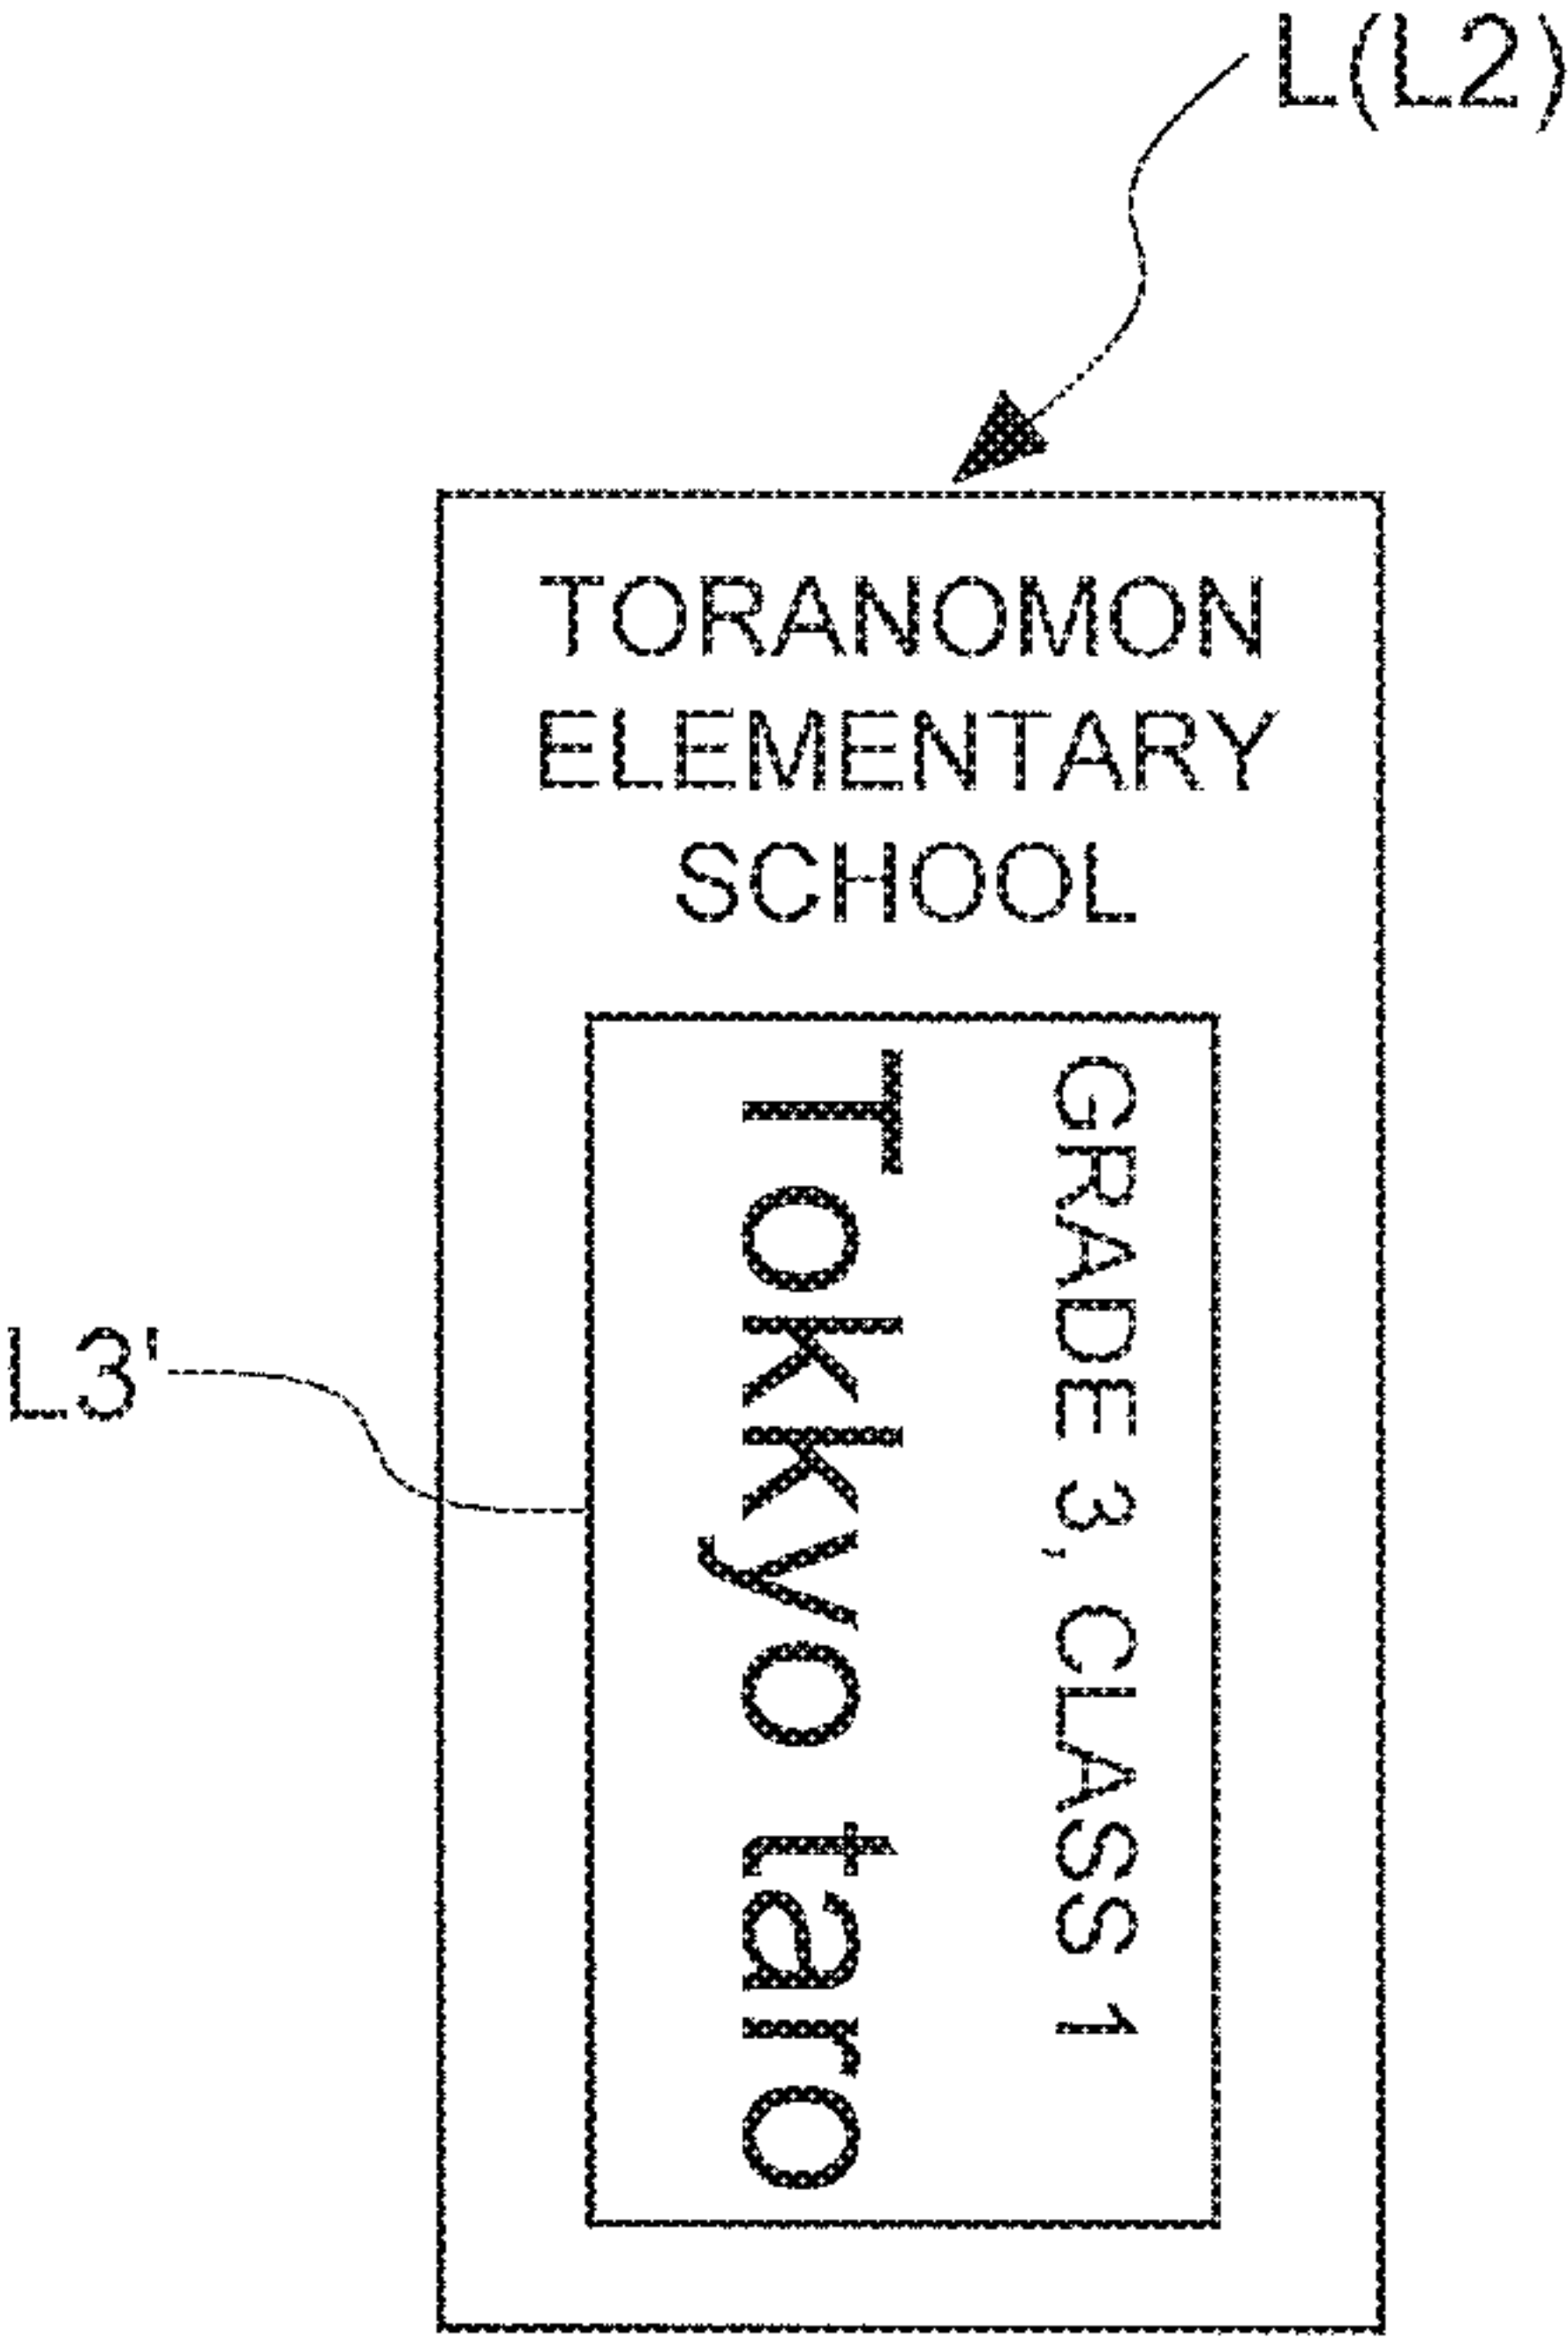 L(L2)
TORANOMON
ELEMENTARY
SCHOOL
GRADE 3, CLASS 1
Tokkyo taro
L3'